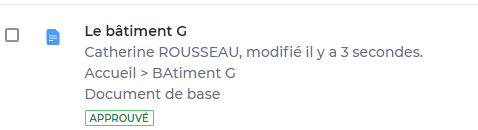 Le bâtiment G
Catherine ROUSSEAU, modifié il y a 3 secondes.
Accueil > BAtiment G
Document de base
APPROUVÉ